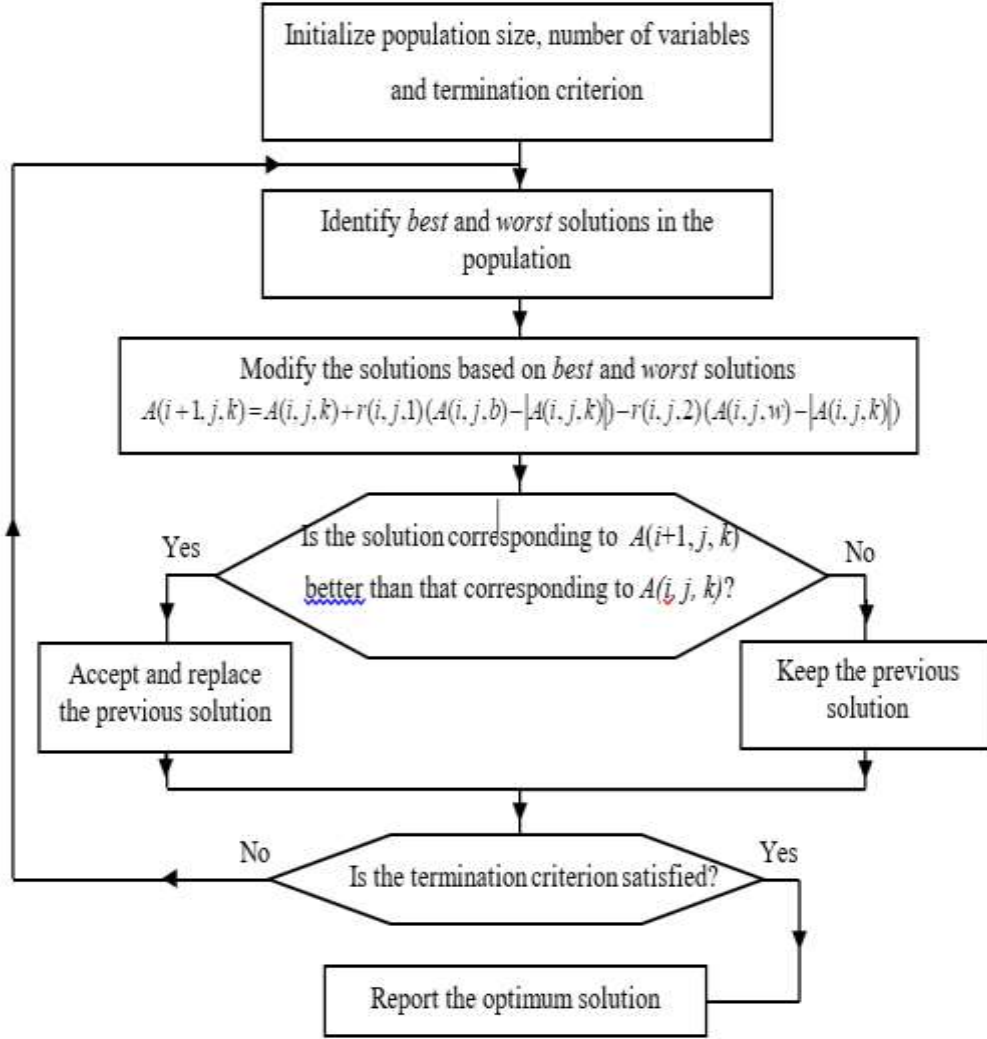 Initialize population size, number of variables
and termination criterion
Identify best and worst solutions in the
population
Modify the solutions based on best and worst solutions
A(i+1,j,k)=A(i,j,k)+r(i,j,1)(A(i,j,b)−|A(i,j,k)|)−r(i,j,2)(A(i,j,w)−|A(i,j,k)|)
Is the solution corresponding to A(i+1, j, k)
better than that corresponding to A(i, j, k)?
Yes
No
Accept and replace
the previous solution
Keep the previous
solution
No
Yes
Is the termination criterion satisfied?
Report the optimum solution